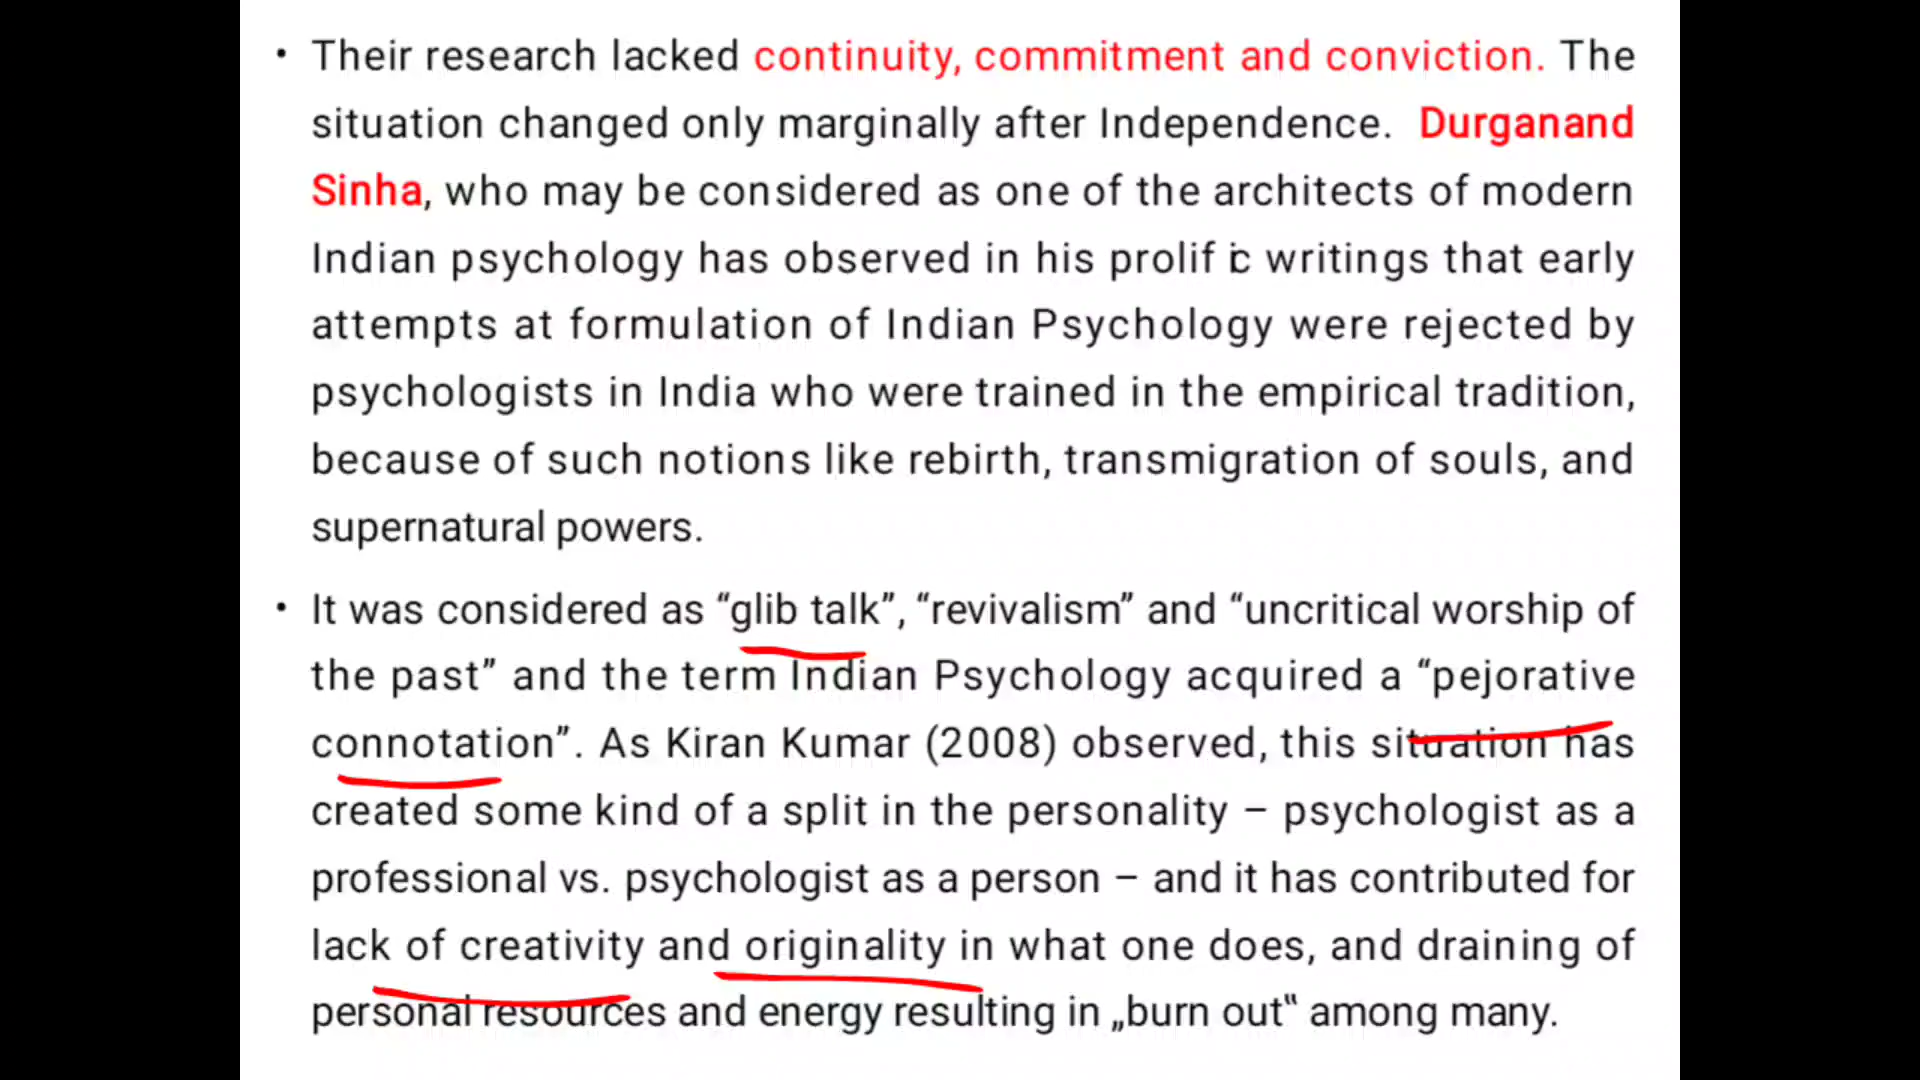 • Their research lacked continuity, commitment and conviction. The
situation changed only marginally after Independence. Durganand
Sinha, who may be considered as one of the architects of modern
Indian psychology has observed in his prolif ic writings that early
attempts at formulation of Indian Psychology were rejected by
psychologists in India who were trained in the empirical tradition,
because of such notions like rebirth, transmigration of souls, and
supernatural powers.
• It was considered as “glib talk”, “revivalism” and “uncritical worship of
the past” and the term Indian Psychology acquired a “pejorative
connotation”. As Kiran Kumar (2008) observed, this situation has
created some kind of a split in the personality – psychologist as a
professional vs. psychologist as a person – and it has contributed for
lack of creativity and originality in what one does, and draining of
personal resources and energy resulting in „burn out‟ among many.